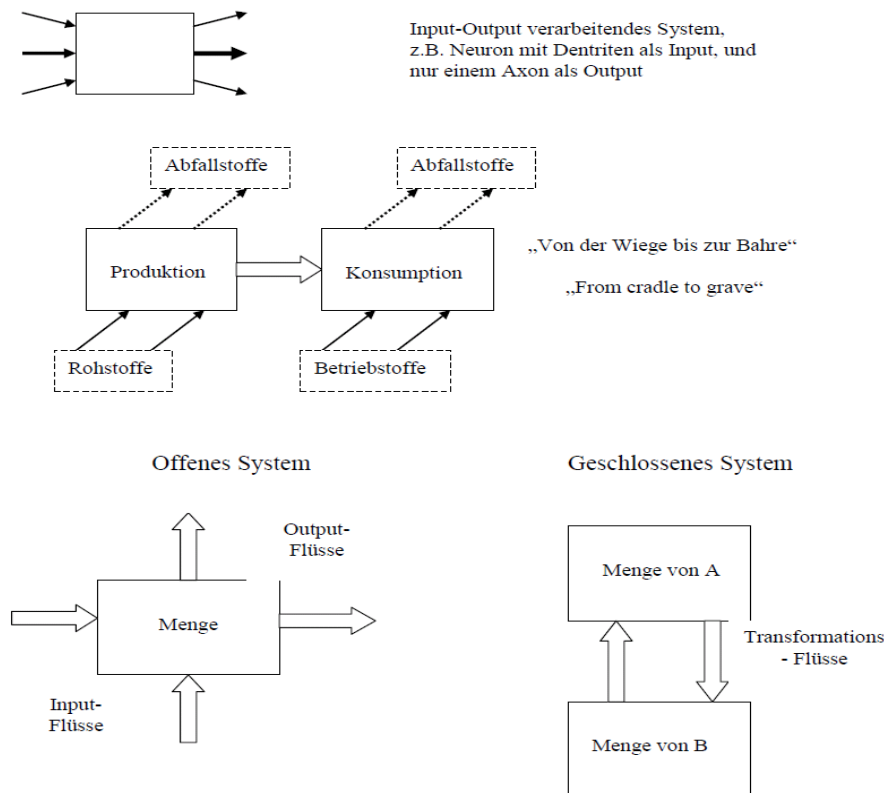 Input-Output verarbeitendes System,
z.B. Neuron mit Dentriten als Input, und
nur einem Axon als Output
Abfallstoffe
Abfallstoffe
Produktion
Konsumption
„Von der Wiege bis zur Bahre“
„From cradle to grave“
Rohstoffe
Betriebstoffe
Offenes System
Geschlossenes System
Output-
Flüsse
Menge
Input-
Flüsse
Menge von A
Transformations
- Flüsse
Menge von B